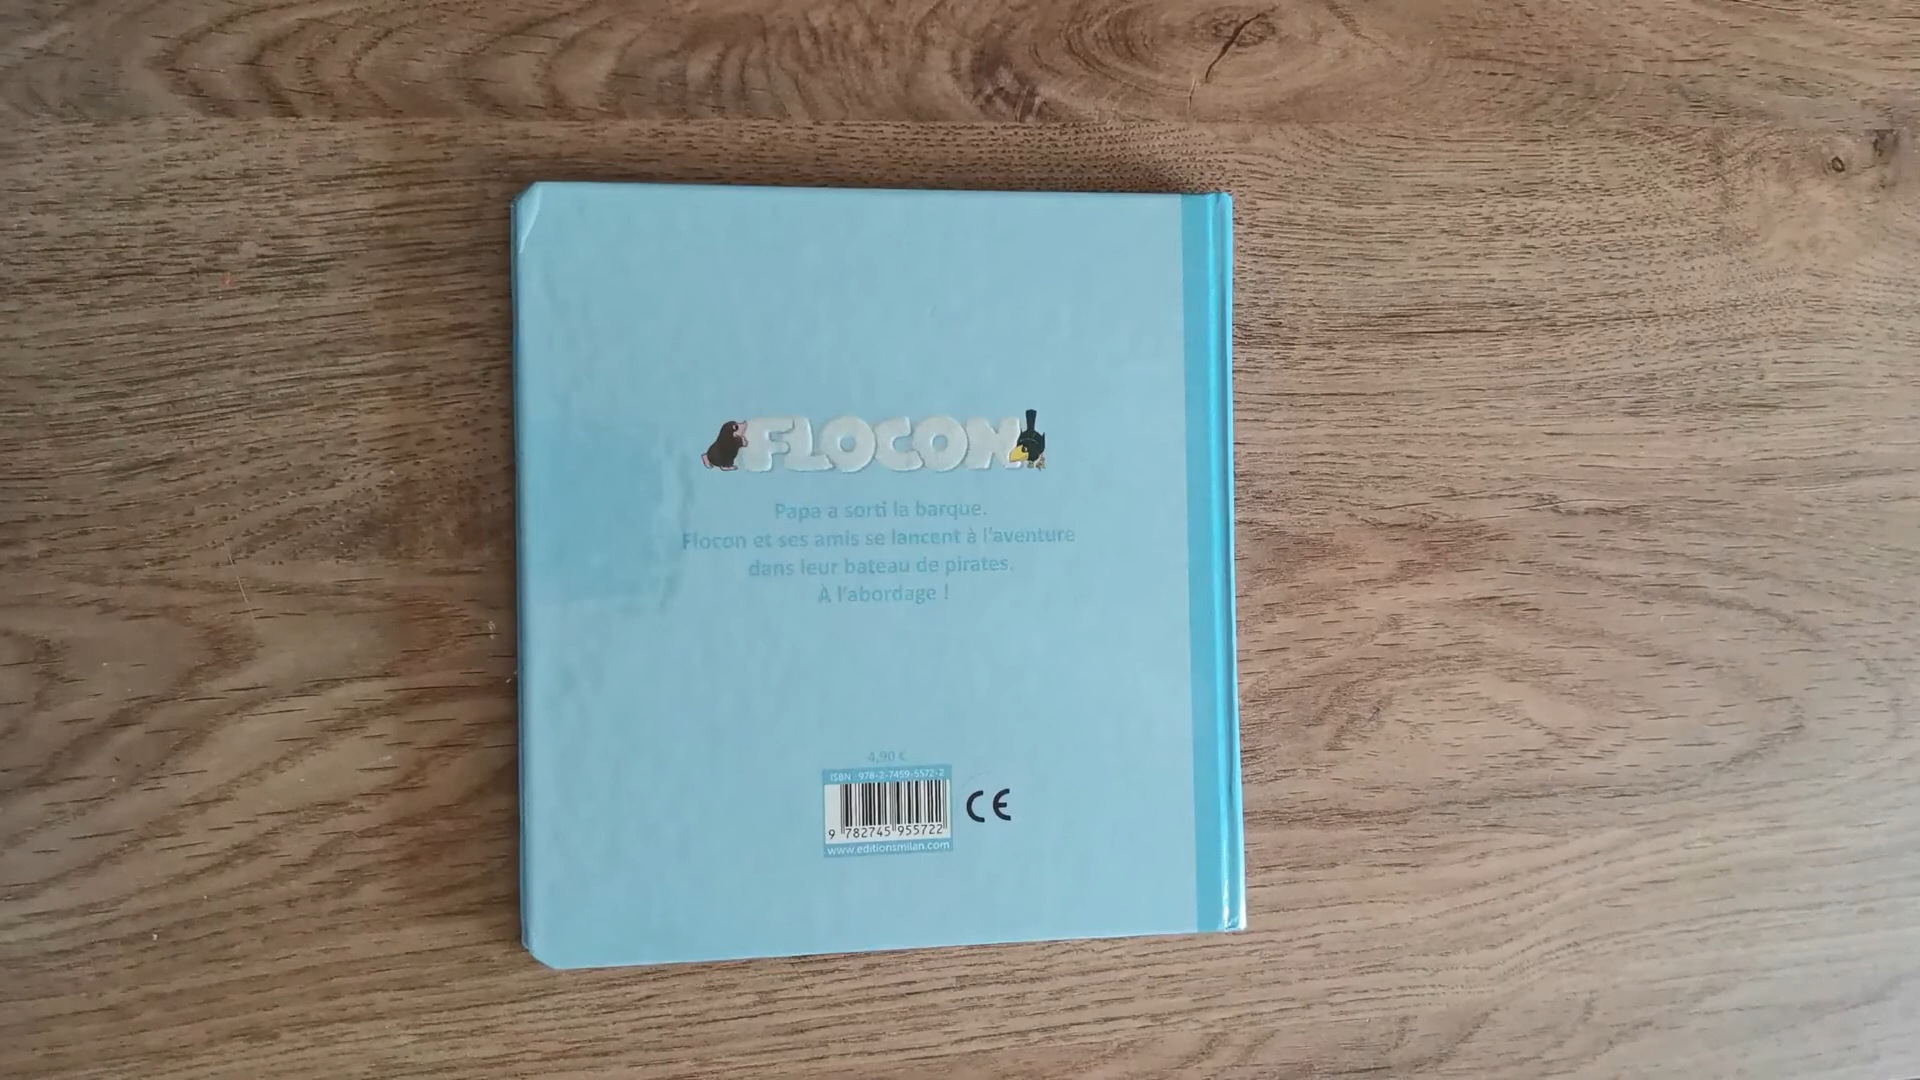 FLOCON
Papa a sorti la barque.
Flocon et ses amis se lancent à l'aventure
dans leur bateau de pirates.
À l'abordage !
4,90 €
ISBN 978-2-7459-5572-2
9 782745 955722
www.editionsmilan.com
CE